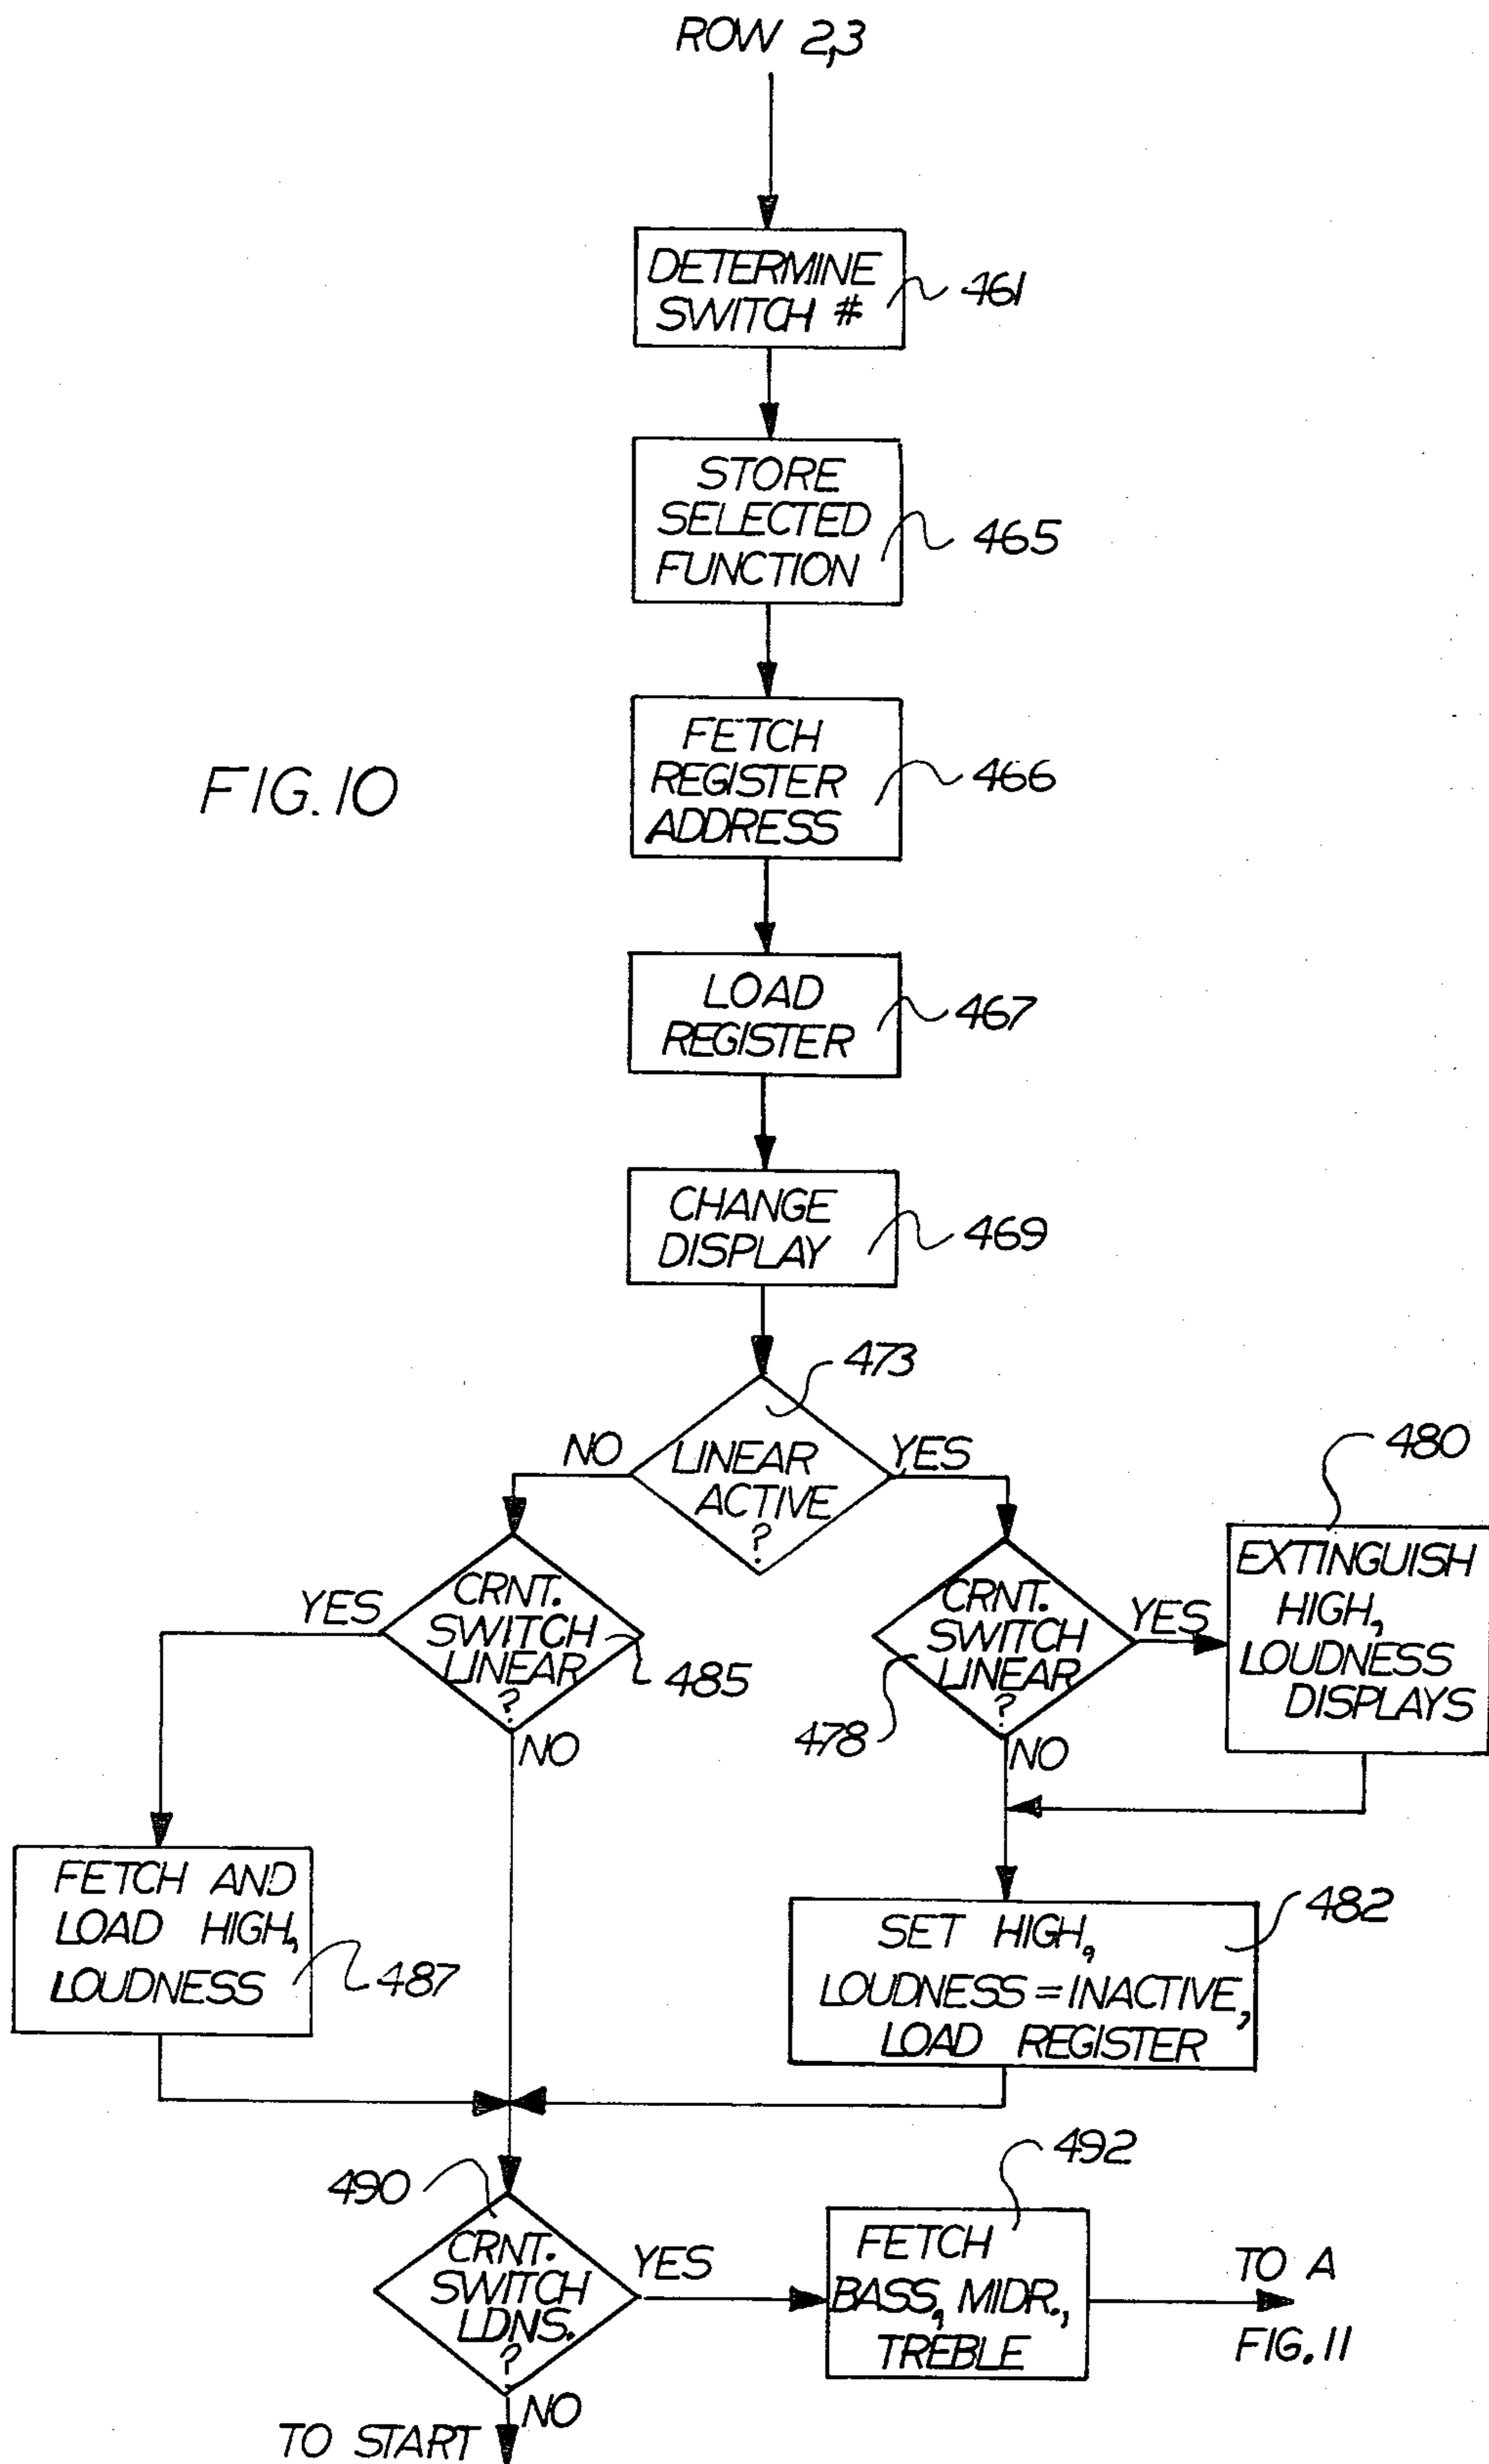 ROW 2,3
DETERMINE
SWITCH #
461
STORE
SELECTED
FUNCTION
465
FIG. 10
FETCH
REGISTER
ADDRESS
466
LOAD
REGISTER
467
CHANGE
DISPLAY
469
473
NO
LINEAR
ACTIVE
?
YES
480
YES
CRNT.
SWITCH
LINEAR
?
485
NO
CRNT.
SWITCH
LINEAR
?
478
YES
NO
EXTINGUISH
HIGH,
LOUDNESS
DISPLAYS
FETCH AND
LOAD HIGH,
LOUDNESS
487
SET HIGH,
LOUDNESS = INACTIVE,
LOAD REGISTER
482
490
CRNT.
SWITCH
LDNS.
?
YES
492
FETCH
BASS, MIDR.,
TREBLE
TO A
FIG. 11
NO
TO START